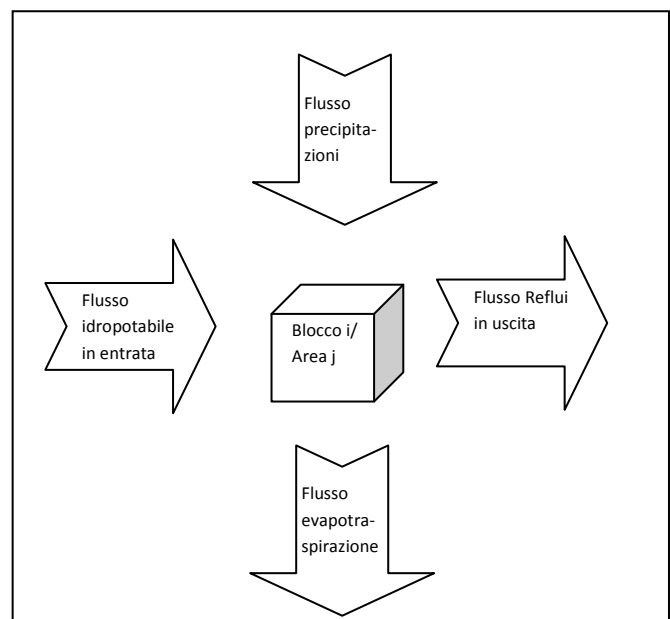 Flusso
precipita-
zioni
Flusso
idropotabile
in entrata
Blocco i/
Area j
Flusso Reflui
in uscita
Flusso
evapotra-
spirazione